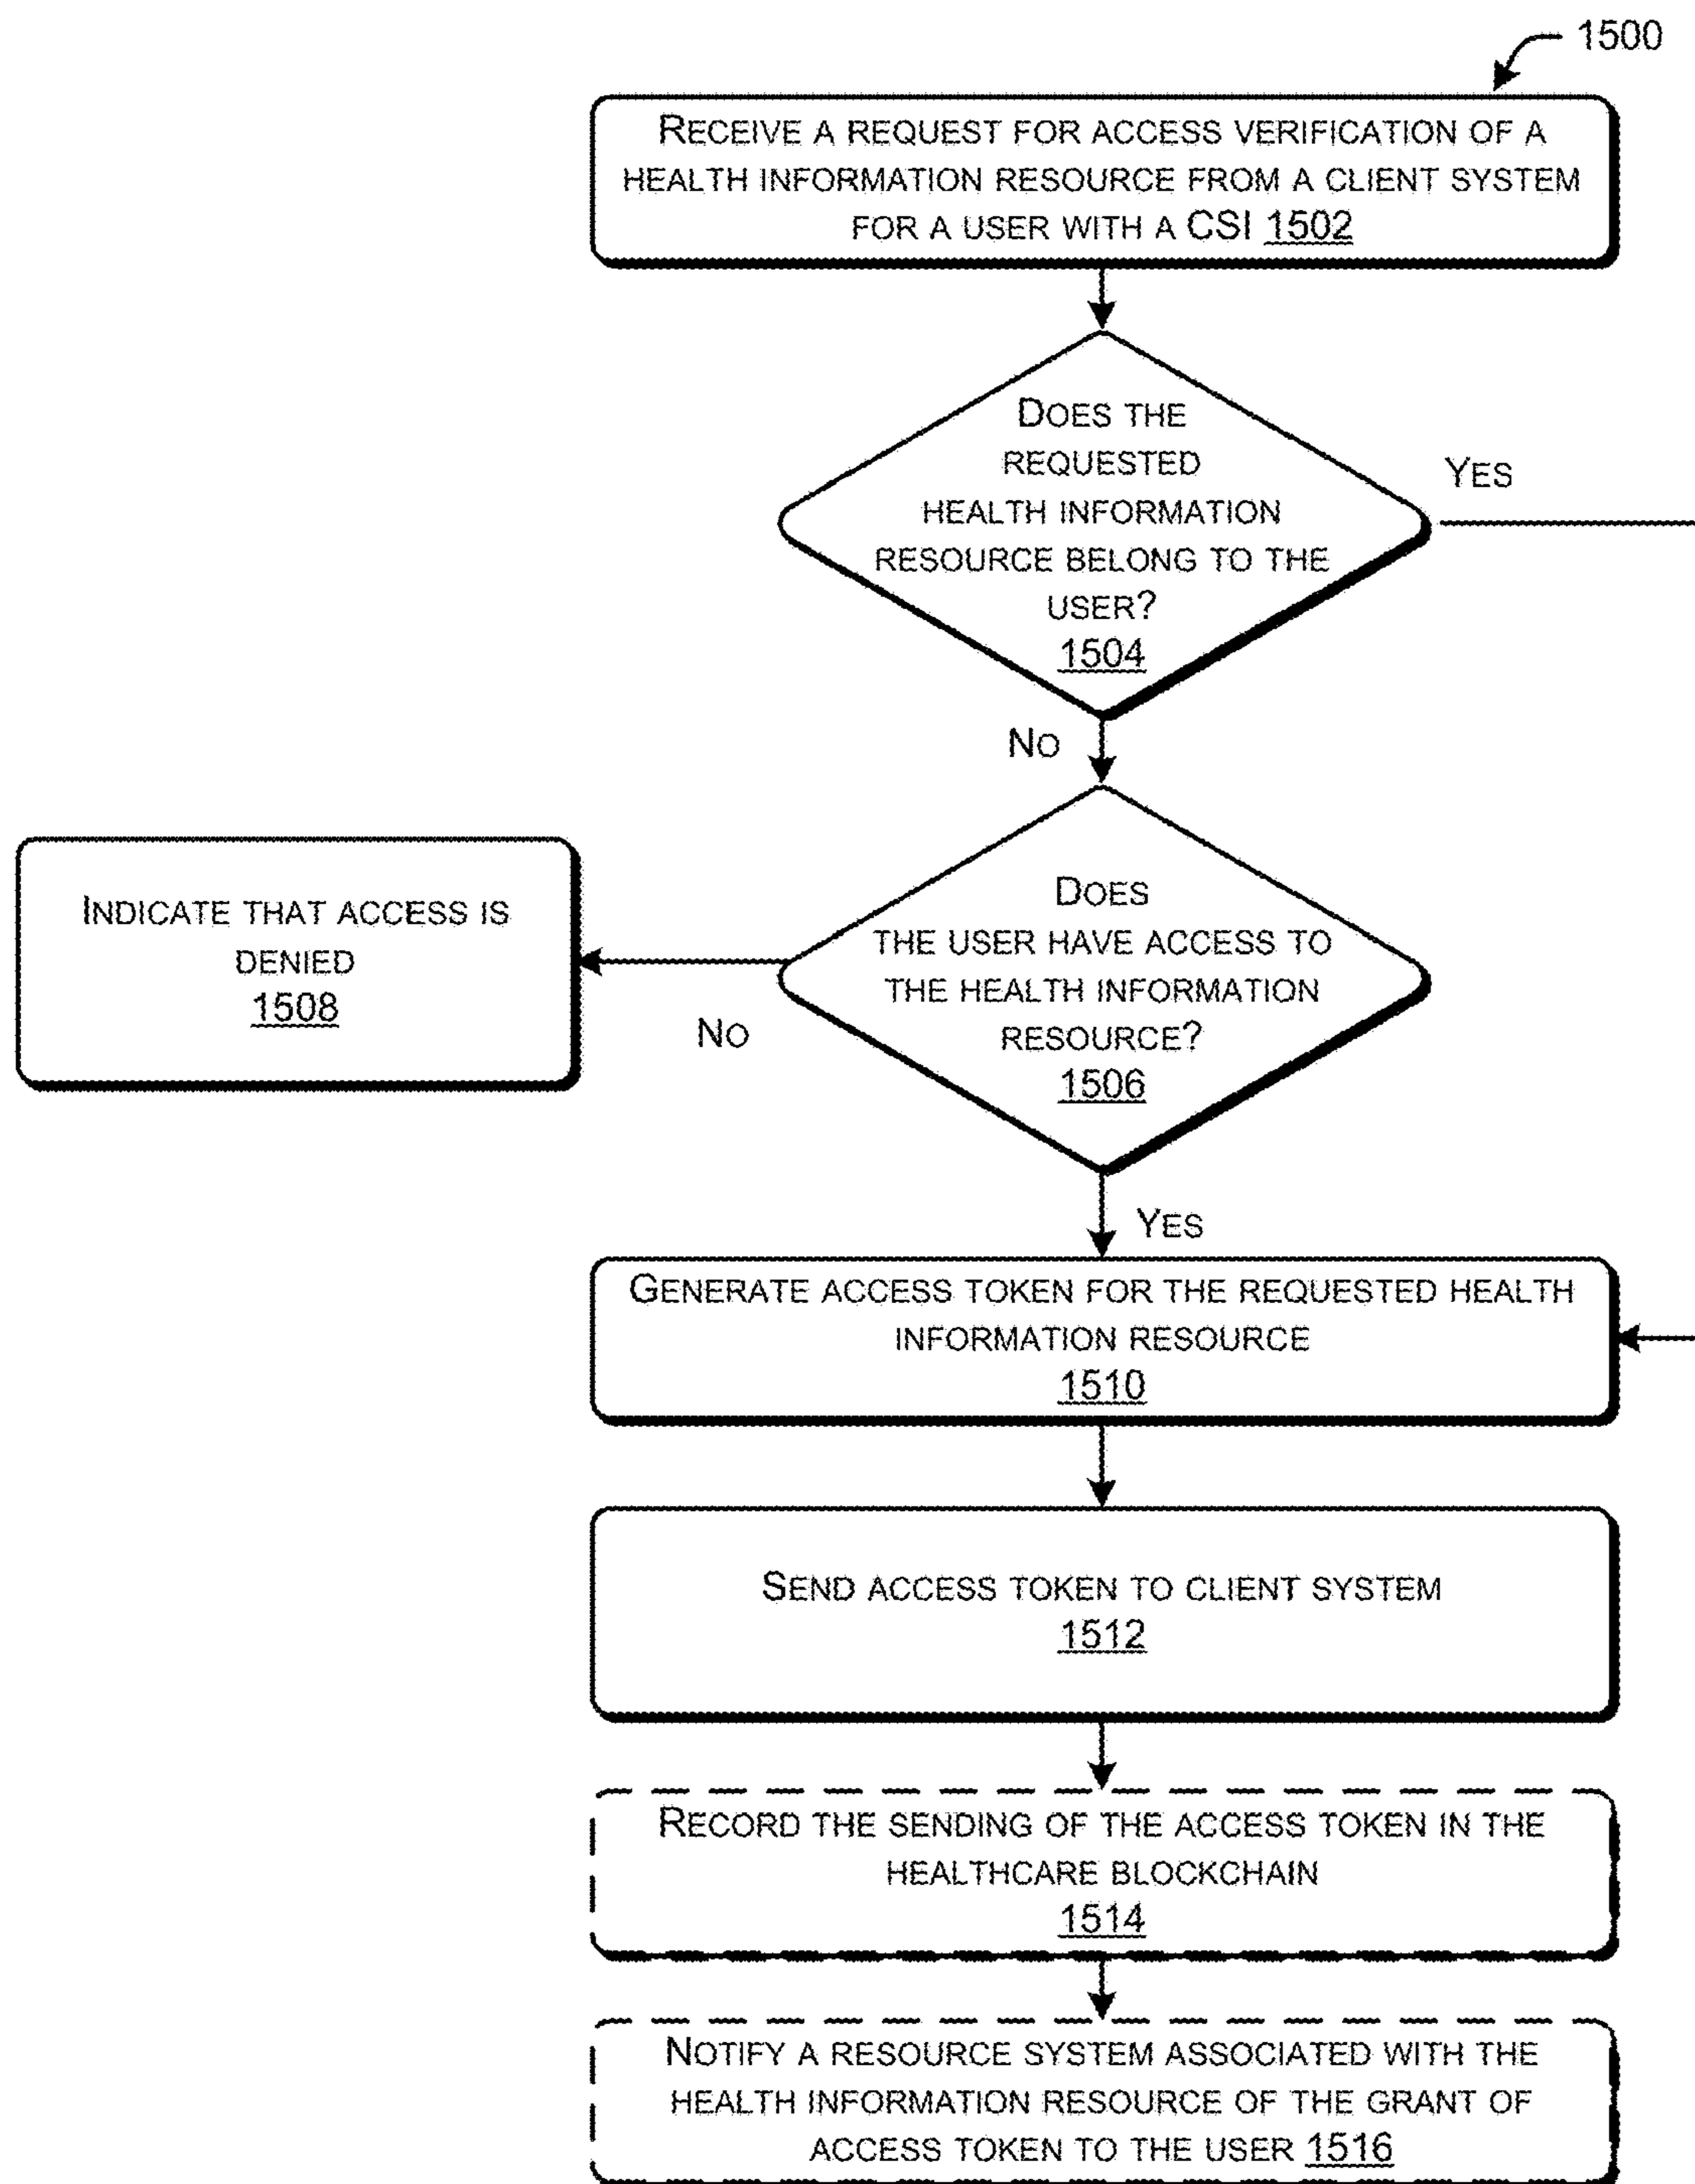 1500
RECEIVE A REQUEST FOR ACCESS VERIFICATION OF A
HEALTH INFORMATION RESOURCE FROM A CLIENT SYSTEM
FOR A USER WITH A CSI 1502
DOES THE
REQUESTED
HEALTH INFORMATION
RESOURCE BELONG TO THE
USER?
1504
YES
NO
DOES
THE USER HAVE ACCESS TO
THE HEALTH INFORMATION
RESOURCE?
1506
NO
INDICATE THAT ACCESS IS
DENIED
1508
YES
GENERATE ACCESS TOKEN FOR THE REQUESTED HEALTH
INFORMATION RESOURCE
1510
SEND ACCESS TOKEN TO CLIENT SYSTEM
1512
RECORD THE SENDING OF THE ACCESS TOKEN IN THE
HEALTHCARE BLOCKCHAIN
1514
NOTIFY A RESOURCE SYSTEM ASSOCIATED WITH THE
HEALTH INFORMATION RESOURCE OF THE GRANT OF
ACCESS TOKEN TO THE USER 1516